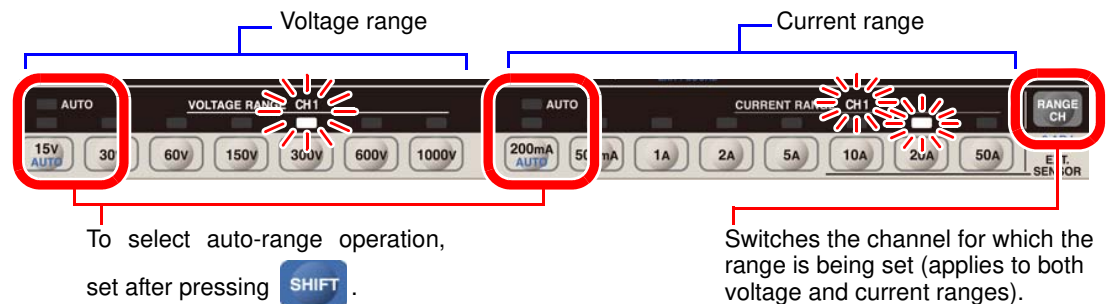 Voltage range
Current range
AUTO
VOLTAGE RANGE CH1
AUTO
CURRENT RANGE CH1
RANGE
CH
15V
AUTO
60V
150V
300V
600V
1000V
200mA
AUTO
1A
2A
5A
10A
20A
50A
EXT.
SENSOR
To select auto-range operation,
set after pressing SHIFT .
Switches the channel for which the
range is being set (applies to both
voltage and current ranges).